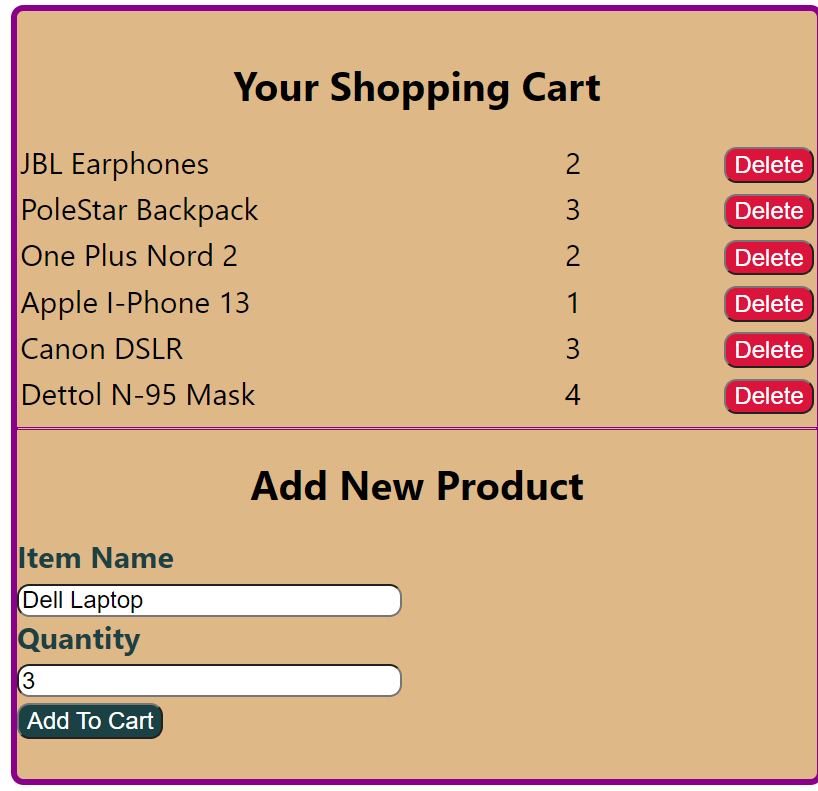 Your Shopping Cart
JBL Earphones 2 Delete
PoleStar Backpack 3 Delete
One Plus Nord 2 2 Delete
Apple I-Phone 13 1 Delete
Canon DSLR 3 Delete
Dettol N-95 Mask 4 Delete
Add New Product
Item Name
Dell Laptop
Quantity
3
Add To Cart